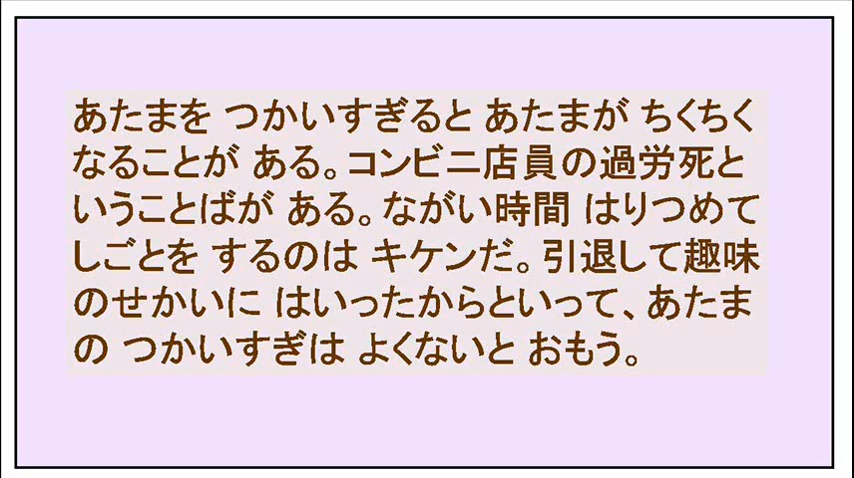 あたまを つかいすぎると あたまが ちくちく
なることが ある。コンビニ店員の過労死と
いうことばが ある。ながい時間 はりつめて
しごとを するのは キケンだ。引退して趣味
のせかいに はいったからといって、あたま
の つかいすぎは よくないと おもう。